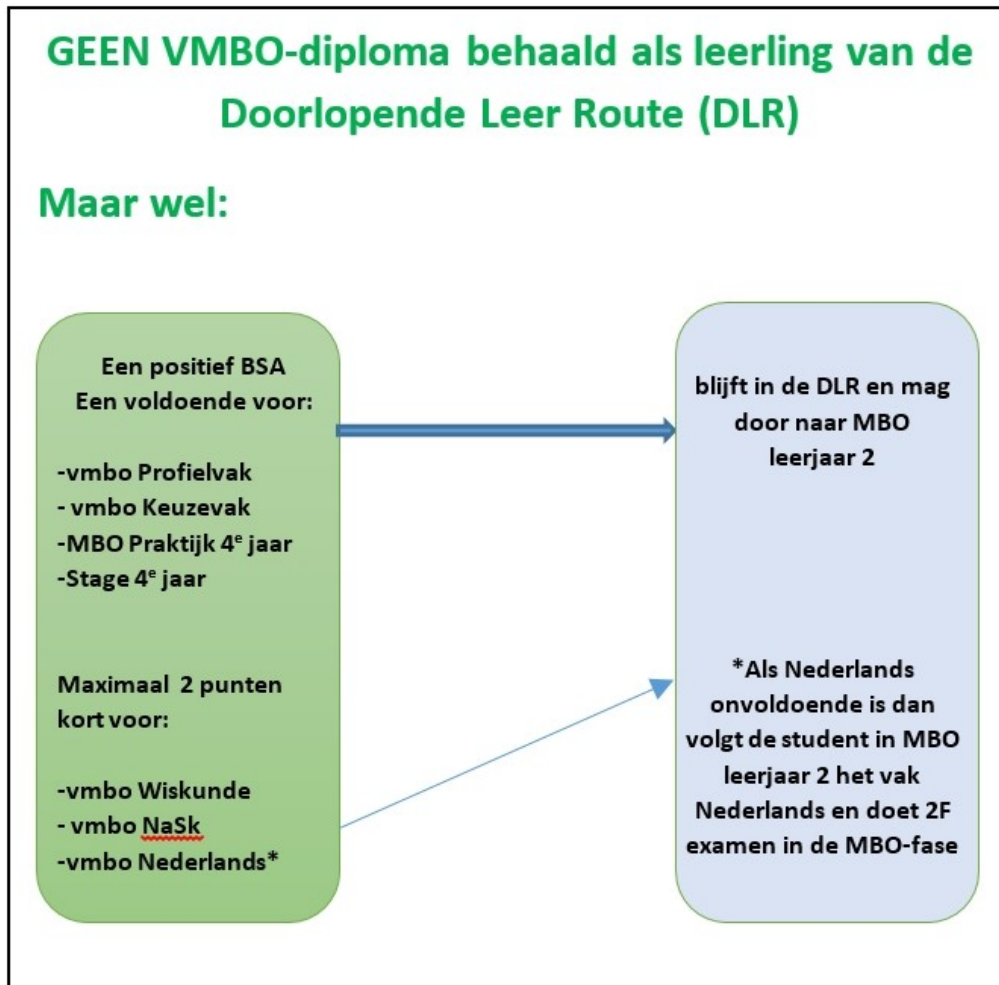 GEEN VMBO-diploma behaald als leerling van de
Doorlopende Leer Route (DLR)
Maar wel:
Een positief BSA
Een voldoende voor:
-vmbo Profielvak
- vmbo Keuzevak
-MBO Praktijk 4e jaar
-Stage 4e jaar
Maximaal 2 punten
kort voor:
-vmbo Wiskunde
- vmbo NaSk
-vmbo Nederlands*
blijft in de DLR en mag
door naar MBO
leerjaar 2
*Als Nederlands
onvoldoende is dan
volgt de student in MBO
leerjaar 2 het vak
Nederlands en doet 2F
examen in de MBO-fase